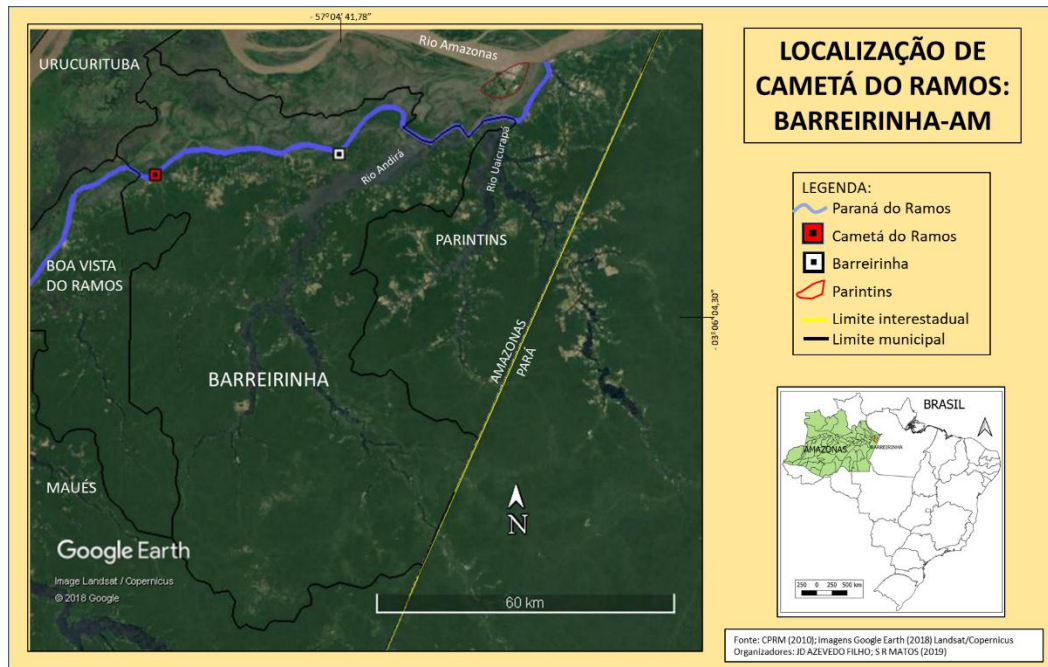 - 57º 04' 41,78"
Rio Amazonas
URUCURITUBA
Rio Andirá
Rio Uaicurapá
PARINTINS
BOA VISTA
DO RAMOS
- 03º 06' 04,30"
AMAZONAS
PARÁ
BARREIRINHA
MAUÉS
N
Google Earth
Image Landsat / Copernicus
© 2018 Google
60 km
LOCALIZAÇÃO DE
CAMETÁ DO RAMOS:
BARREIRINHA-AM
LEGENDA:
Paraná do Ramos
Cametá do Ramos
Barreirinha
Parintins
Limite interestadual
Limite municipal
BRASIL
AMAZONAS
BARREIRINHA
250 0 250 500 km
Fonte: CPRM (2010); imagens Google Earth (2018) Landsat/Copernicus
Organizadores: JD AZEVEDO FILHO; S R MATOS (2019)